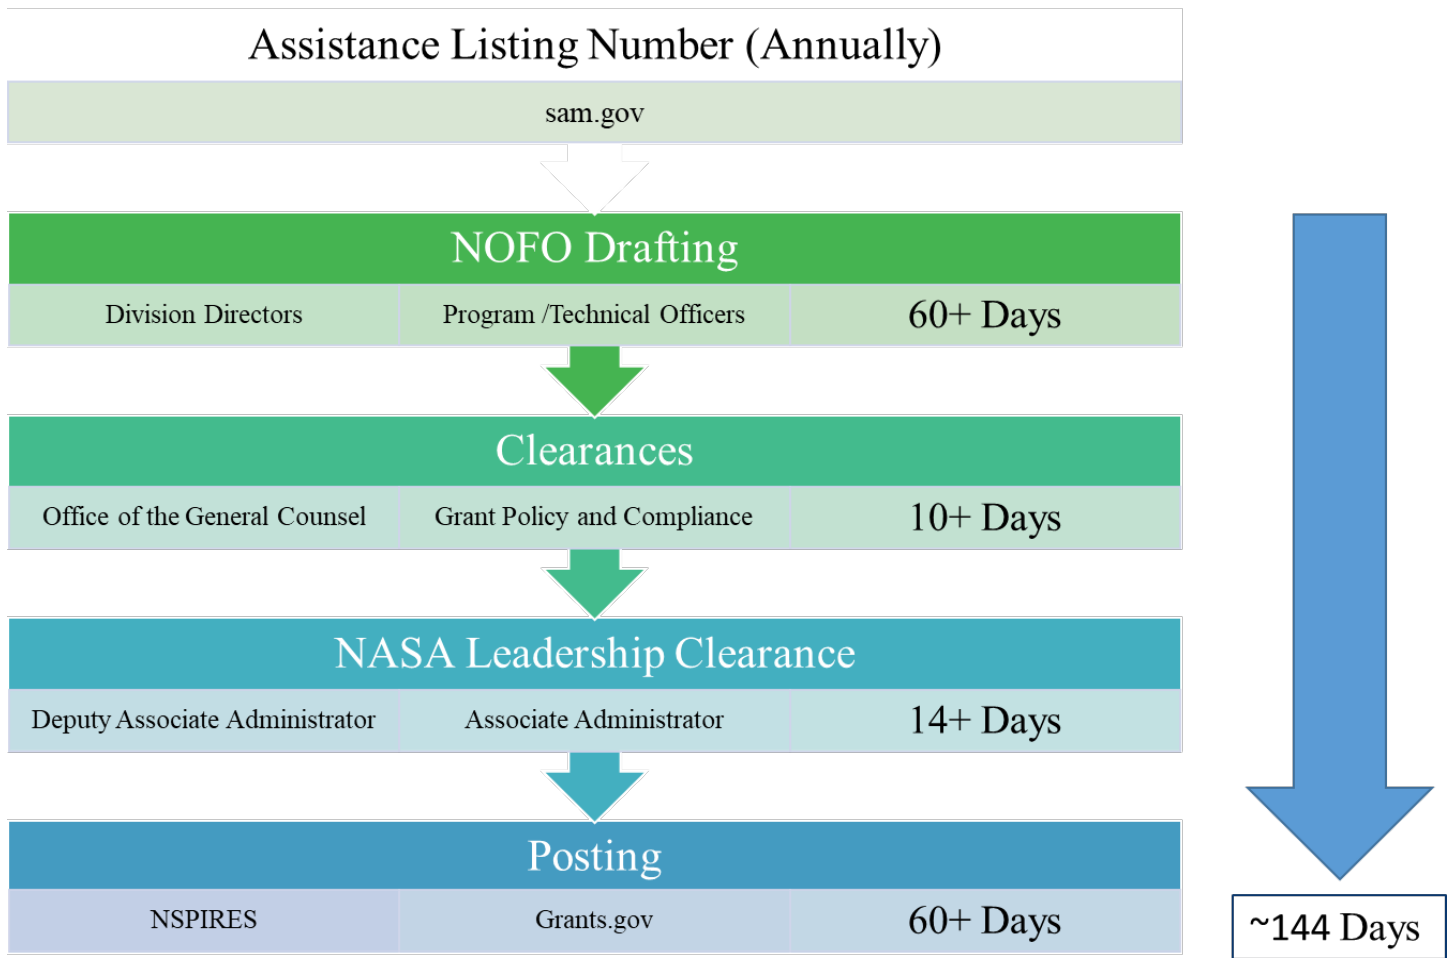 Assistance Listing Number (Annually)
sam.gov
NOFO Drafting
Division Directors
Program /Technical Officers
60+ Days
Clearances
Office of the General Counsel
Grant Policy and Compliance
10+ Days
NASA Leadership Clearance
Deputy Associate Administrator
Associate Administrator
14+ Days
Posting
NSPIRES
Grants.gov
60+ Days
~144 Days